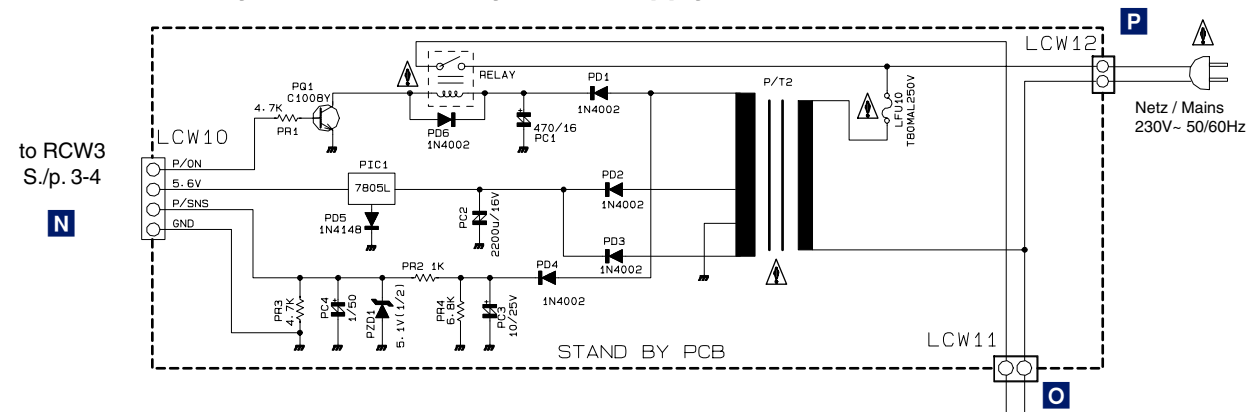 P
LCW12
RELAY
PD1
P/T2
PQ1
C1008Y
1N4002
LFU10
T80MAL250V
4.7K
PR1
470/16
PC1
Netz / Mains
230V~ 50/60Hz
PD6
1N4002
LCW10
to RCW3
S./p. 3-4
P/ON
PIC1
5.6V
7805L
PD2
P/SNS
1N4002
N
PD5
1N4148
PC2
2200u/16V
GND
PD3
1N4002
PR2 1K
PD4
1N4002
PR3
4.7K
PC4
1/50
PZD1
5.1V(1/2)
PR4
6.8K
PC3
10/25V
LCW11
STAND BY PCB
O